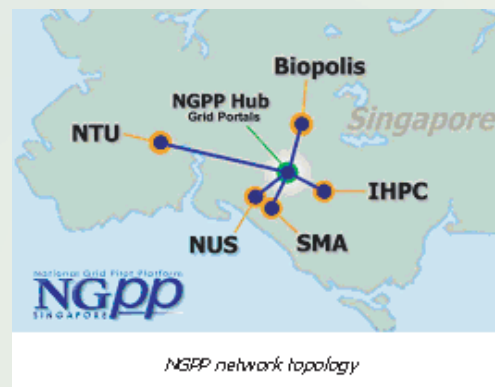 Biopolis
NGPP Hub
Grid Portals
Singapore
NTU
IHPC
NUS
SMA
National Grid Pilot Platform
NGpp
SINGAPORE
NGPP network topology